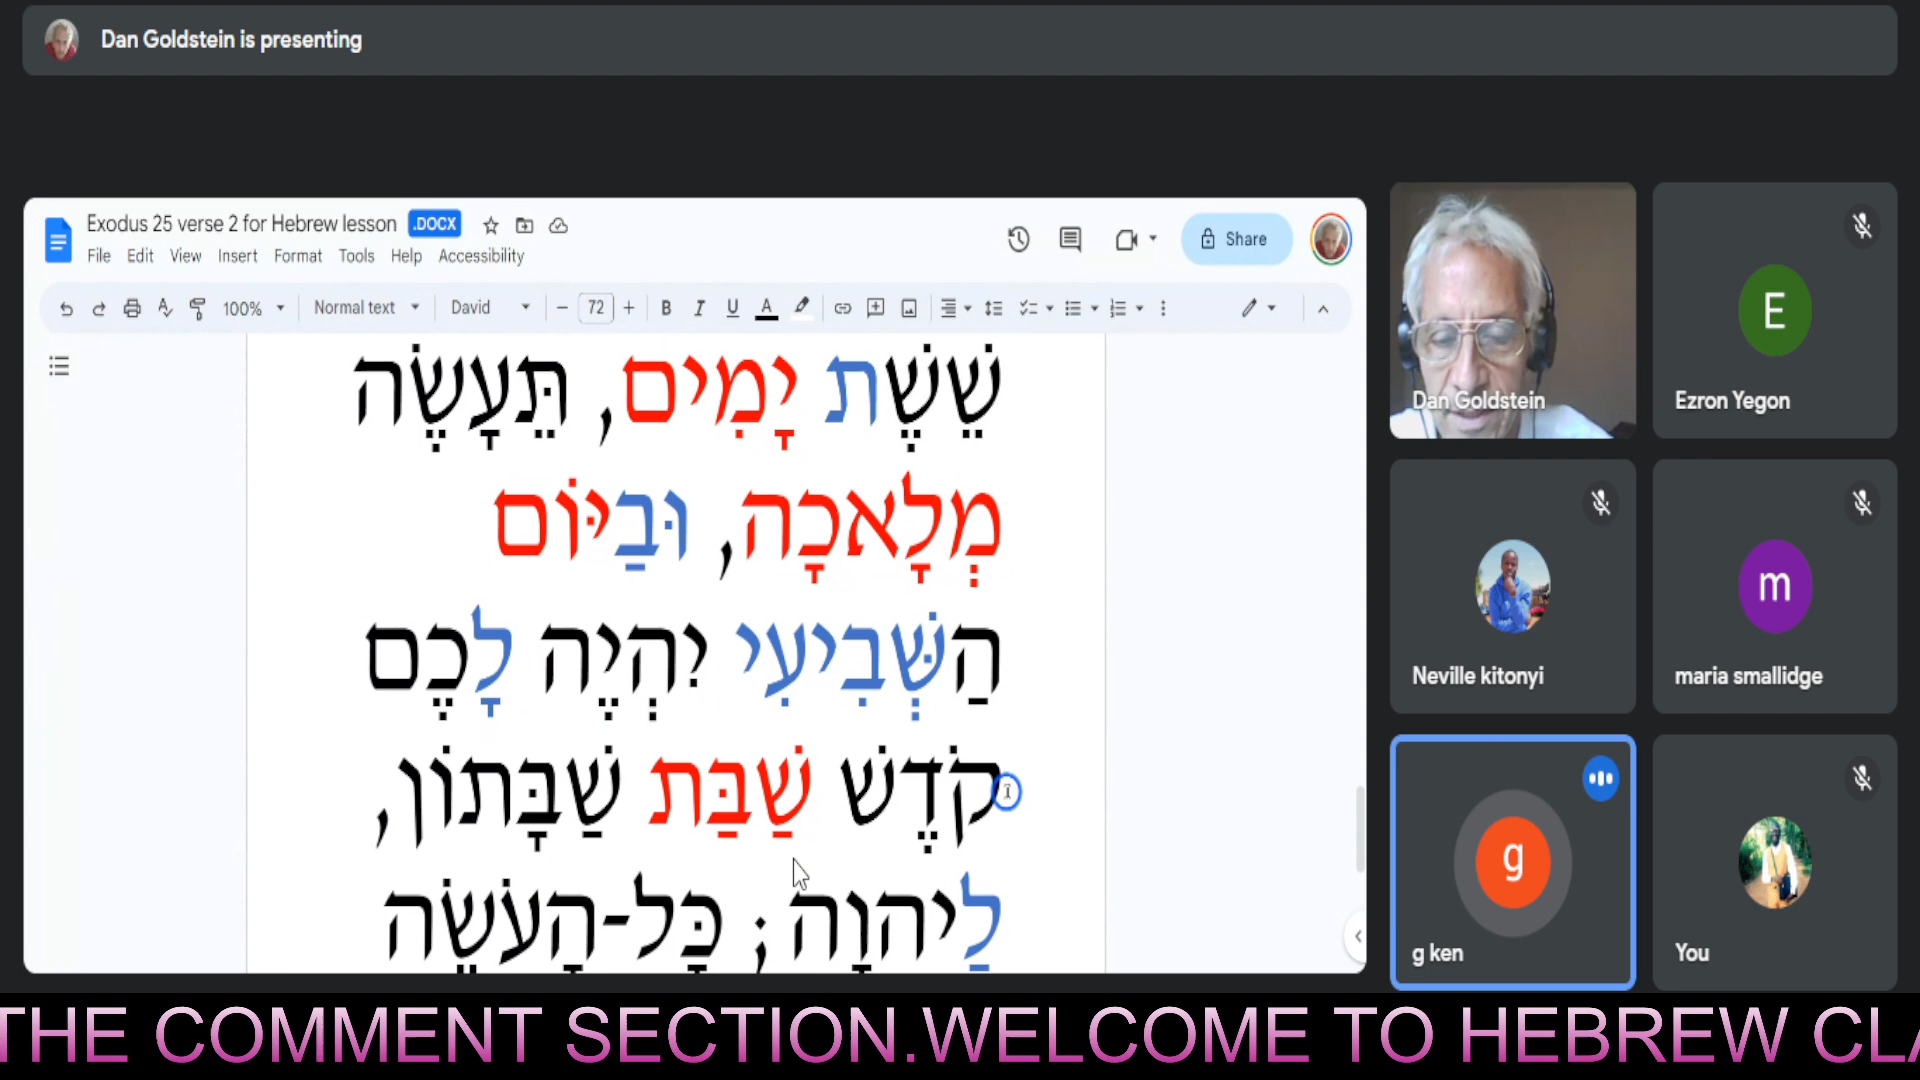 Dan Goldstein is presenting
Exodus 25 verse 2 for Hebrew lesson .DOCX
Share
File Edit View Insert Format Tools Help Accessibility
100% Normal text David − 72 + B I U A
שֵׁשֶׁת יָמִים, תֵּעָשֶׂה
מְלָאכָה, וּבַיּוֹם
הַשְּׁבִיעִי יִהְיֶה לָכֶם
קֹדֶשׁ שַׁבַּת שַׁבָּתוֹן,
לַיהוָה; כָּל-הָעֹשֶׂה
Dan Goldstein
E
Ezron Yegon
Neville kitonyi
m
maria smallidge
g
g ken
You
THE COMMENT SECTION.WELCOME TO HEBREW CLA